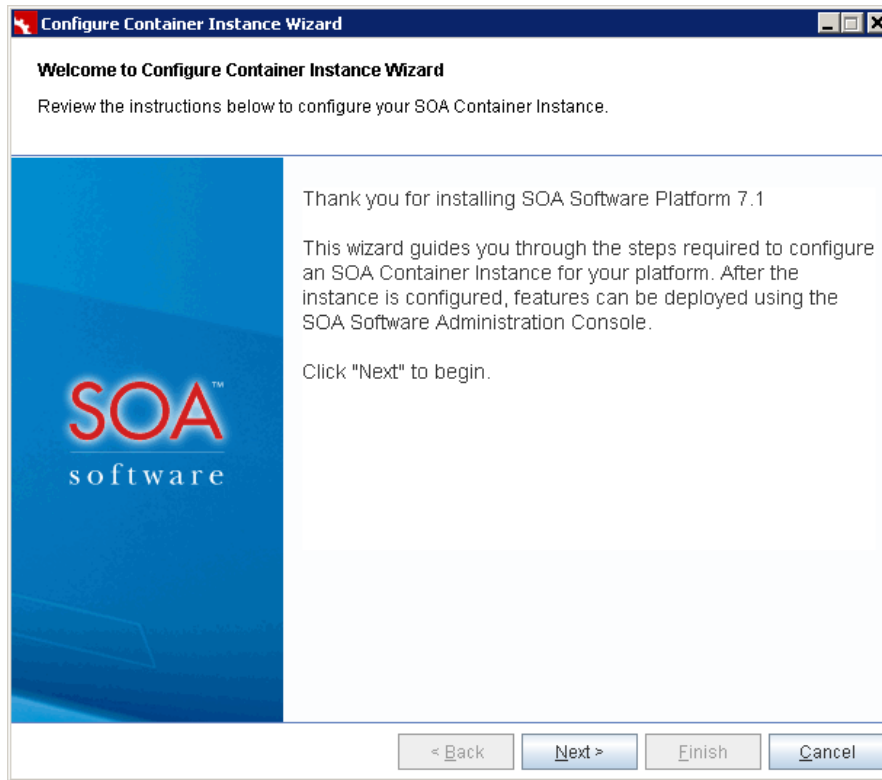 Configure Container Instance Wizard
Welcome to Configure Container Instance Wizard
Review the instructions below to configure your SOA Container Instance.
Thank you for installing SOA Software Platform 7.1
This wizard guides you through the steps required to configure
an SOA Container Instance for your platform. After the
instance is configured, features can be deployed using the
SOA Software Administration Console.
Click "Next" to begin.
SOA™
software
< Back
Next >
Finish
Cancel